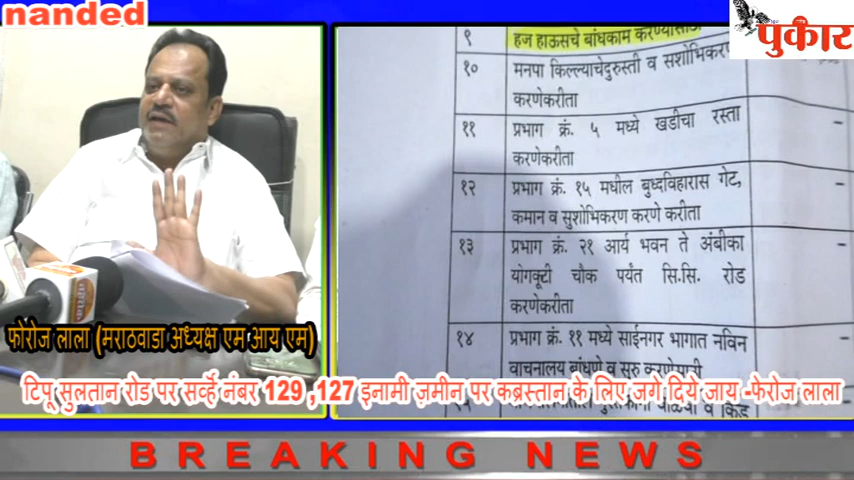 nanded
पुकार
९ हज हाऊसचे बांधकाम करण्यासाठी
१० मनपा किल्ल्याचेदुरुस्ती व सशोभिकरण
करणेकरीता
११ प्रभाग क्रं. ५ मध्ये खडीचा रस्ता -
करणेकरीता
१२ प्रभाग क्रं. १५ मधील बुध्दविहारास गेट, -
कमान व सुशोभिकरण करणे करीता
१३ प्रभाग क्रं. २१ आर्य भवन ते अंबीका -
योगकूटी चौक पर्यंत सि.सि. रोड
करणेकरीता
१४ प्रभाग क्रं. ११ मध्ये साईनगर भागात नविन -
वाचनालय बांधणे व सुरु
फोरोज लाला (मराठवाडा अध्यक्ष एम आय एम)
टिपू सुलतान रोड पर सर्व्हे नंबर 129 ,127 इनामी ज़मीन पर कब्रस्तान के लिए जगे दिये जाय -फेरोज लाला
BREAKING NEWS